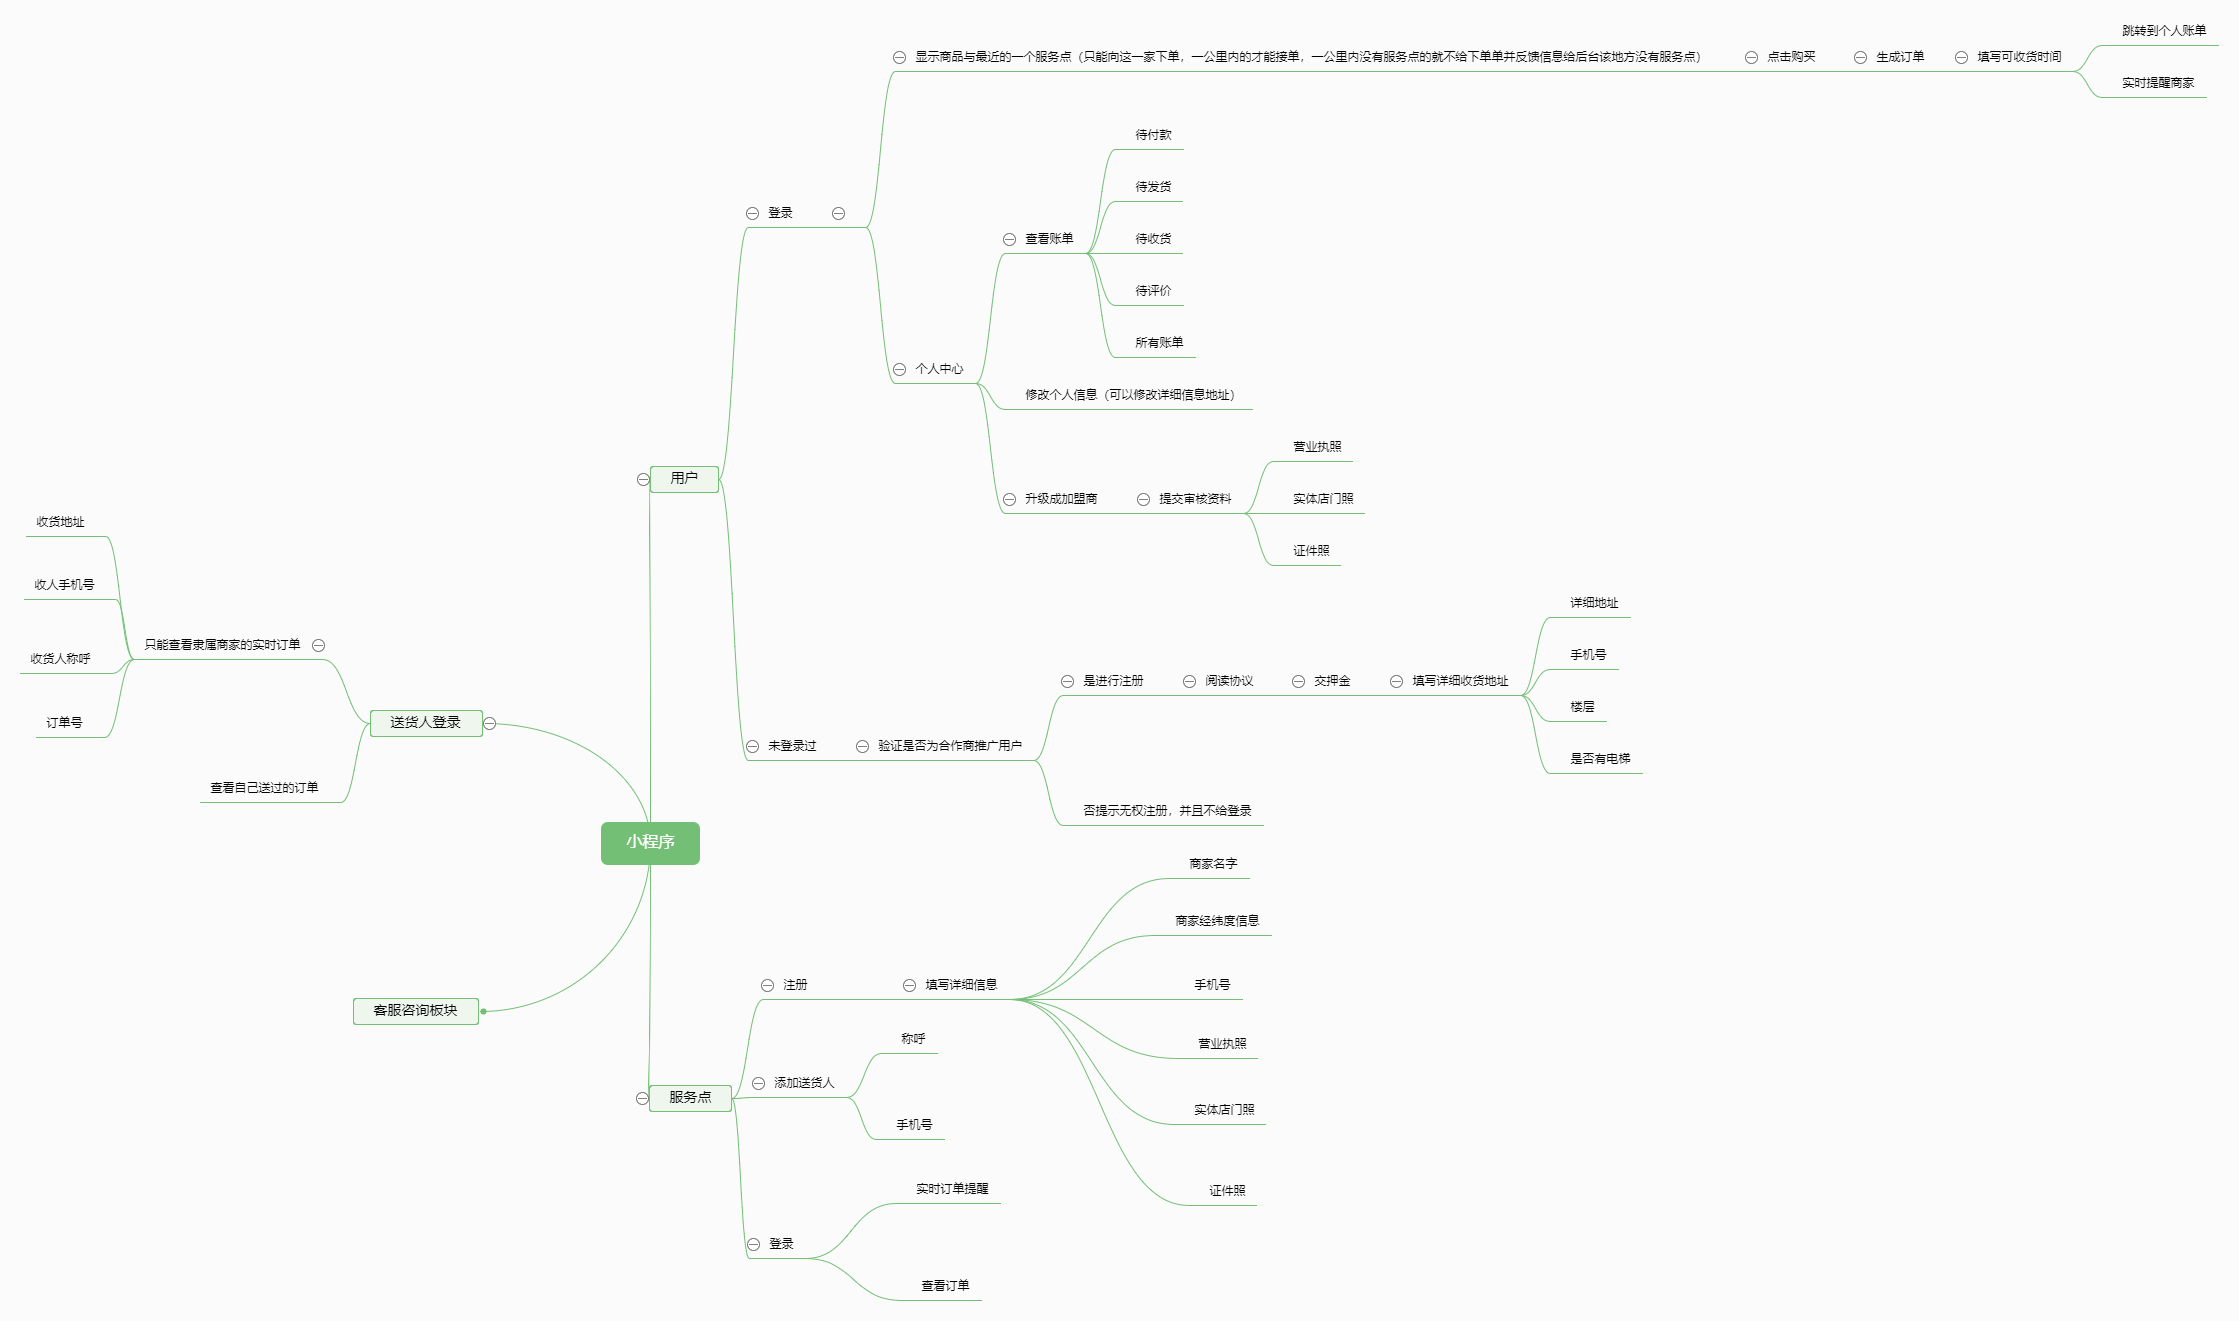 小程序
用户
登录
显示商品与最近的一个服务点（只能向这一家下单，一公里内的才能接单，一公里内没有服务点的就不给下单单并反馈信息给后台该地方没有服务点）
点击购买
生成订单
填写可收货时间
跳转到个人账单
实时提醒商家
个人中心
查看账单
待付款
待发货
待收货
待评价
所有账单
修改个人信息（可以修改详细信息地址）
升级成加盟商
提交审核资料
营业执照
实体店门照
证件照
未登录过
验证是否为合作商推广用户
是进行注册
阅读协议
交押金
填写详细收货地址
详细地址
手机号
楼层
是否有电梯
否提示无权注册，并且不给登录
服务点
注册
填写详细信息
商家名字
商家经纬度信息
手机号
营业执照
实体店门照
证件照
添加送货人
称呼
手机号
登录
实时订单提醒
查看订单
送货人登录
只能查看隶属商家的实时订单
收货地址
收人手机号
收货人称呼
订单号
查看自己送过的订单
客服咨询板块